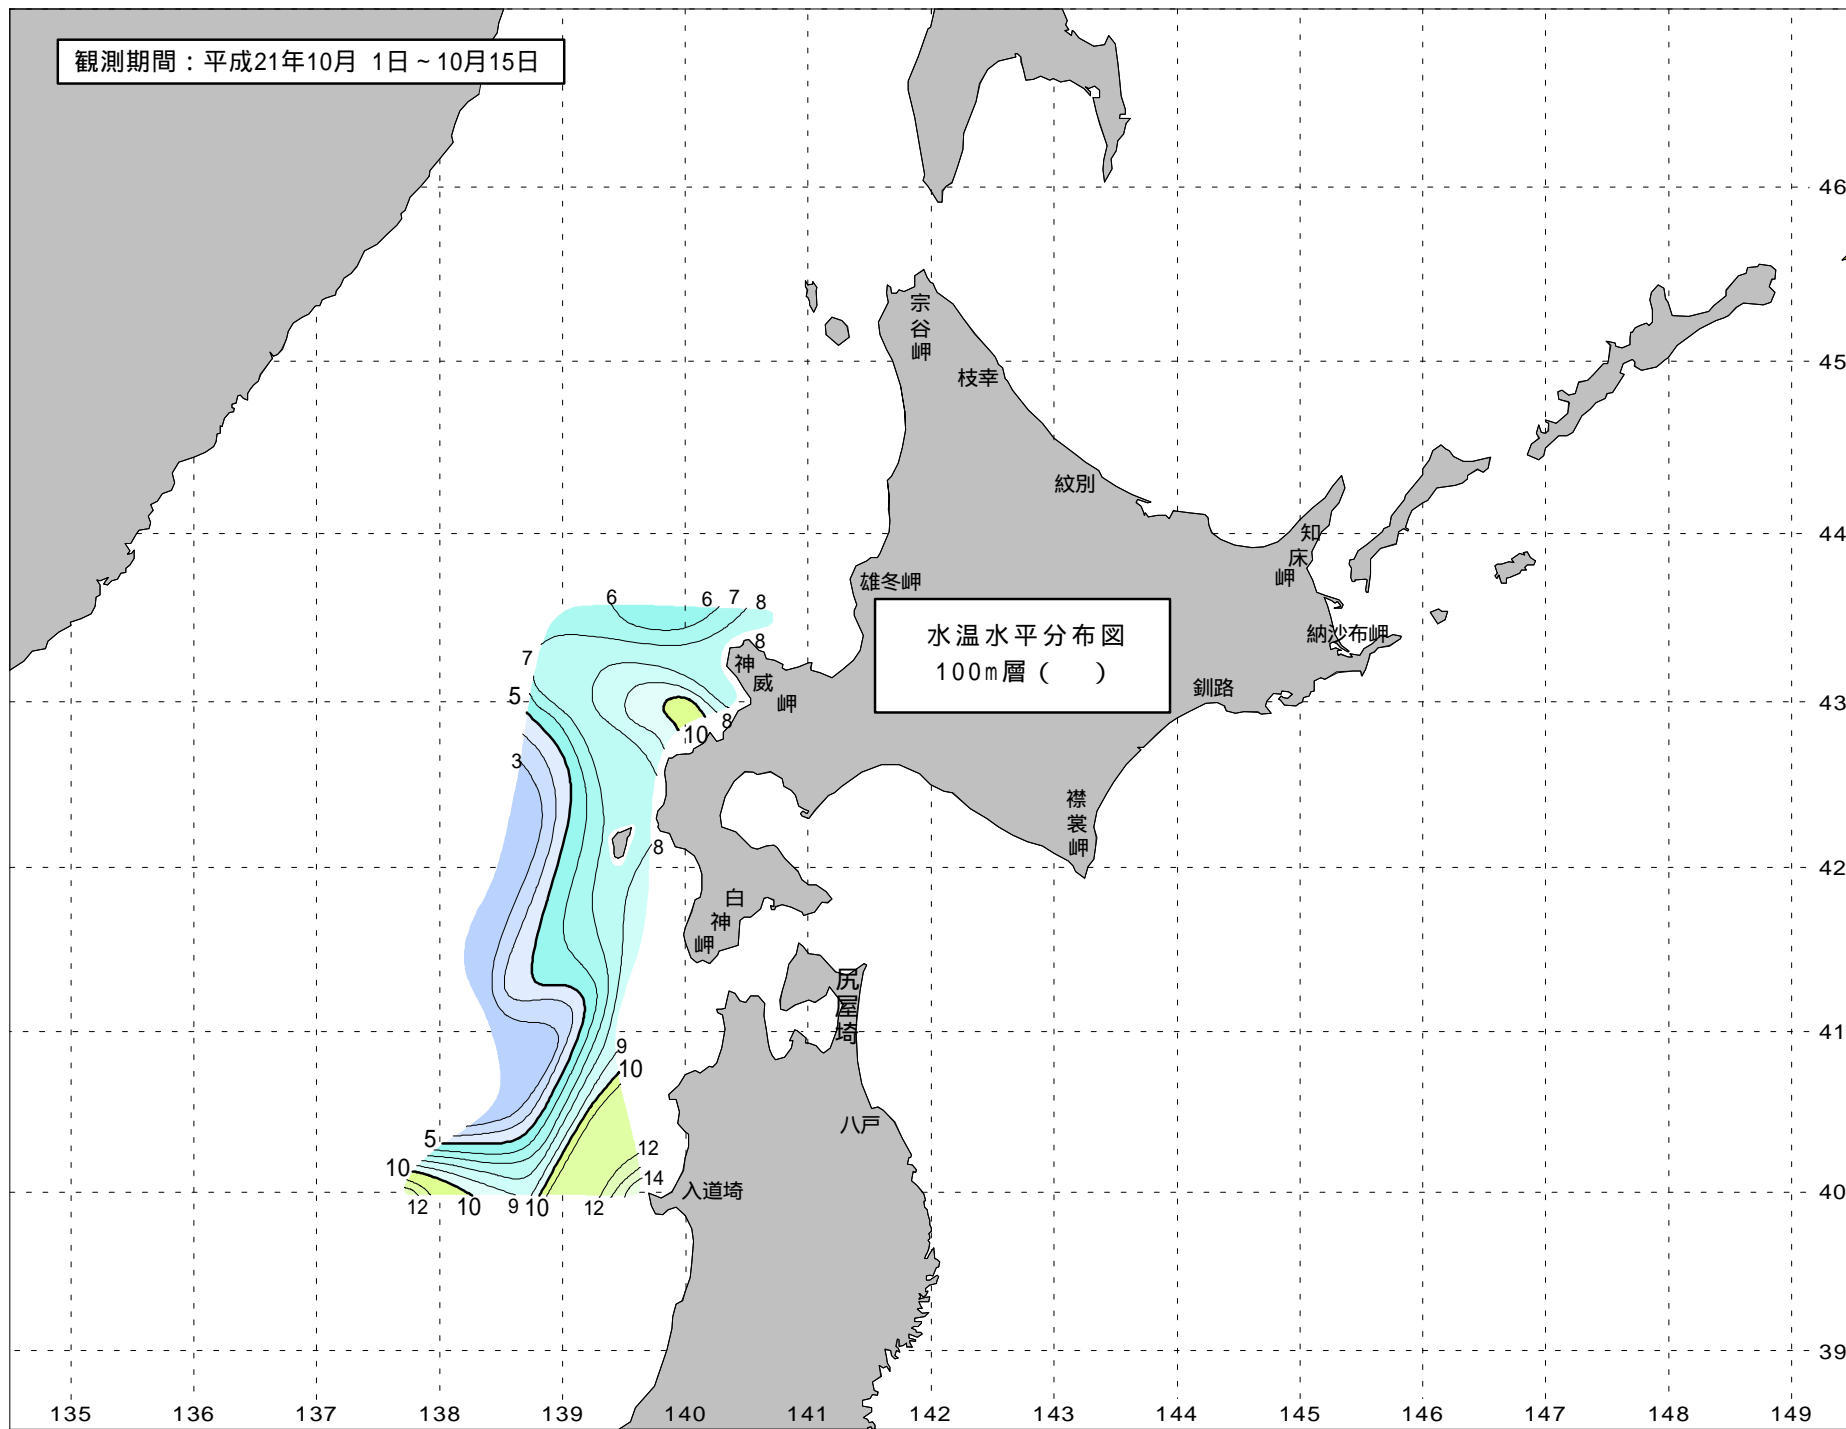 観測期間：平成21年10月 1日～10月15日
46
宗谷岬
45
枝幸
紋別
44
知床岬
雄冬岬
6
6
7
8
水温水平分布図
100m層（　）
納沙布岬
8
7
神威岬
5
釧路
43
8
10
3
襟裳岬
8
42
白神岬
尻屋埼
41
9
10
八戸
5
12
10
14
入道埼
40
12
10
9
10
12
39
135 136 137 138 139 140 141 142 143 144 145 146 147 148 149